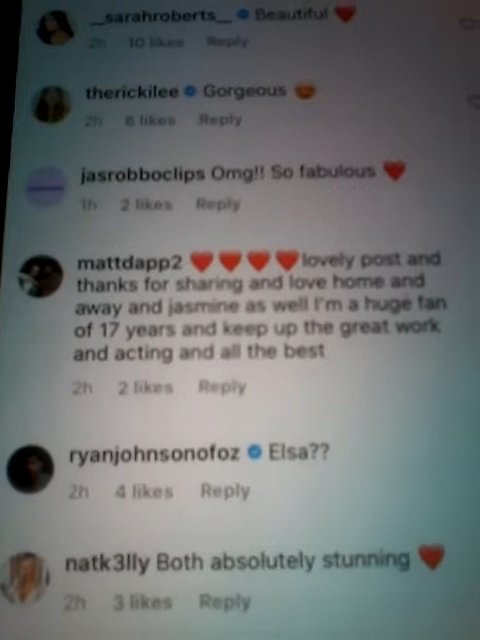 __sarahroberts__ Beautiful ❤️
2h 10 likes Reply
therickilee Gorgeous 😍
2h 6 likes Reply
jasrobboclips Omg!! So fabulous ❤️
1h 2 likes Reply
mattdapp2 ❤️❤️❤️❤️lovely post and
thanks for sharing and love home and
away and jasmine as well I'm a huge fan
of 17 years and keep up the great work
and acting and all the best
2h 2 likes Reply
ryanjohnsonofoz Elsa??
2h 4 likes Reply
natk3lly Both absolutely stunning ❤️
2h 3 likes Reply